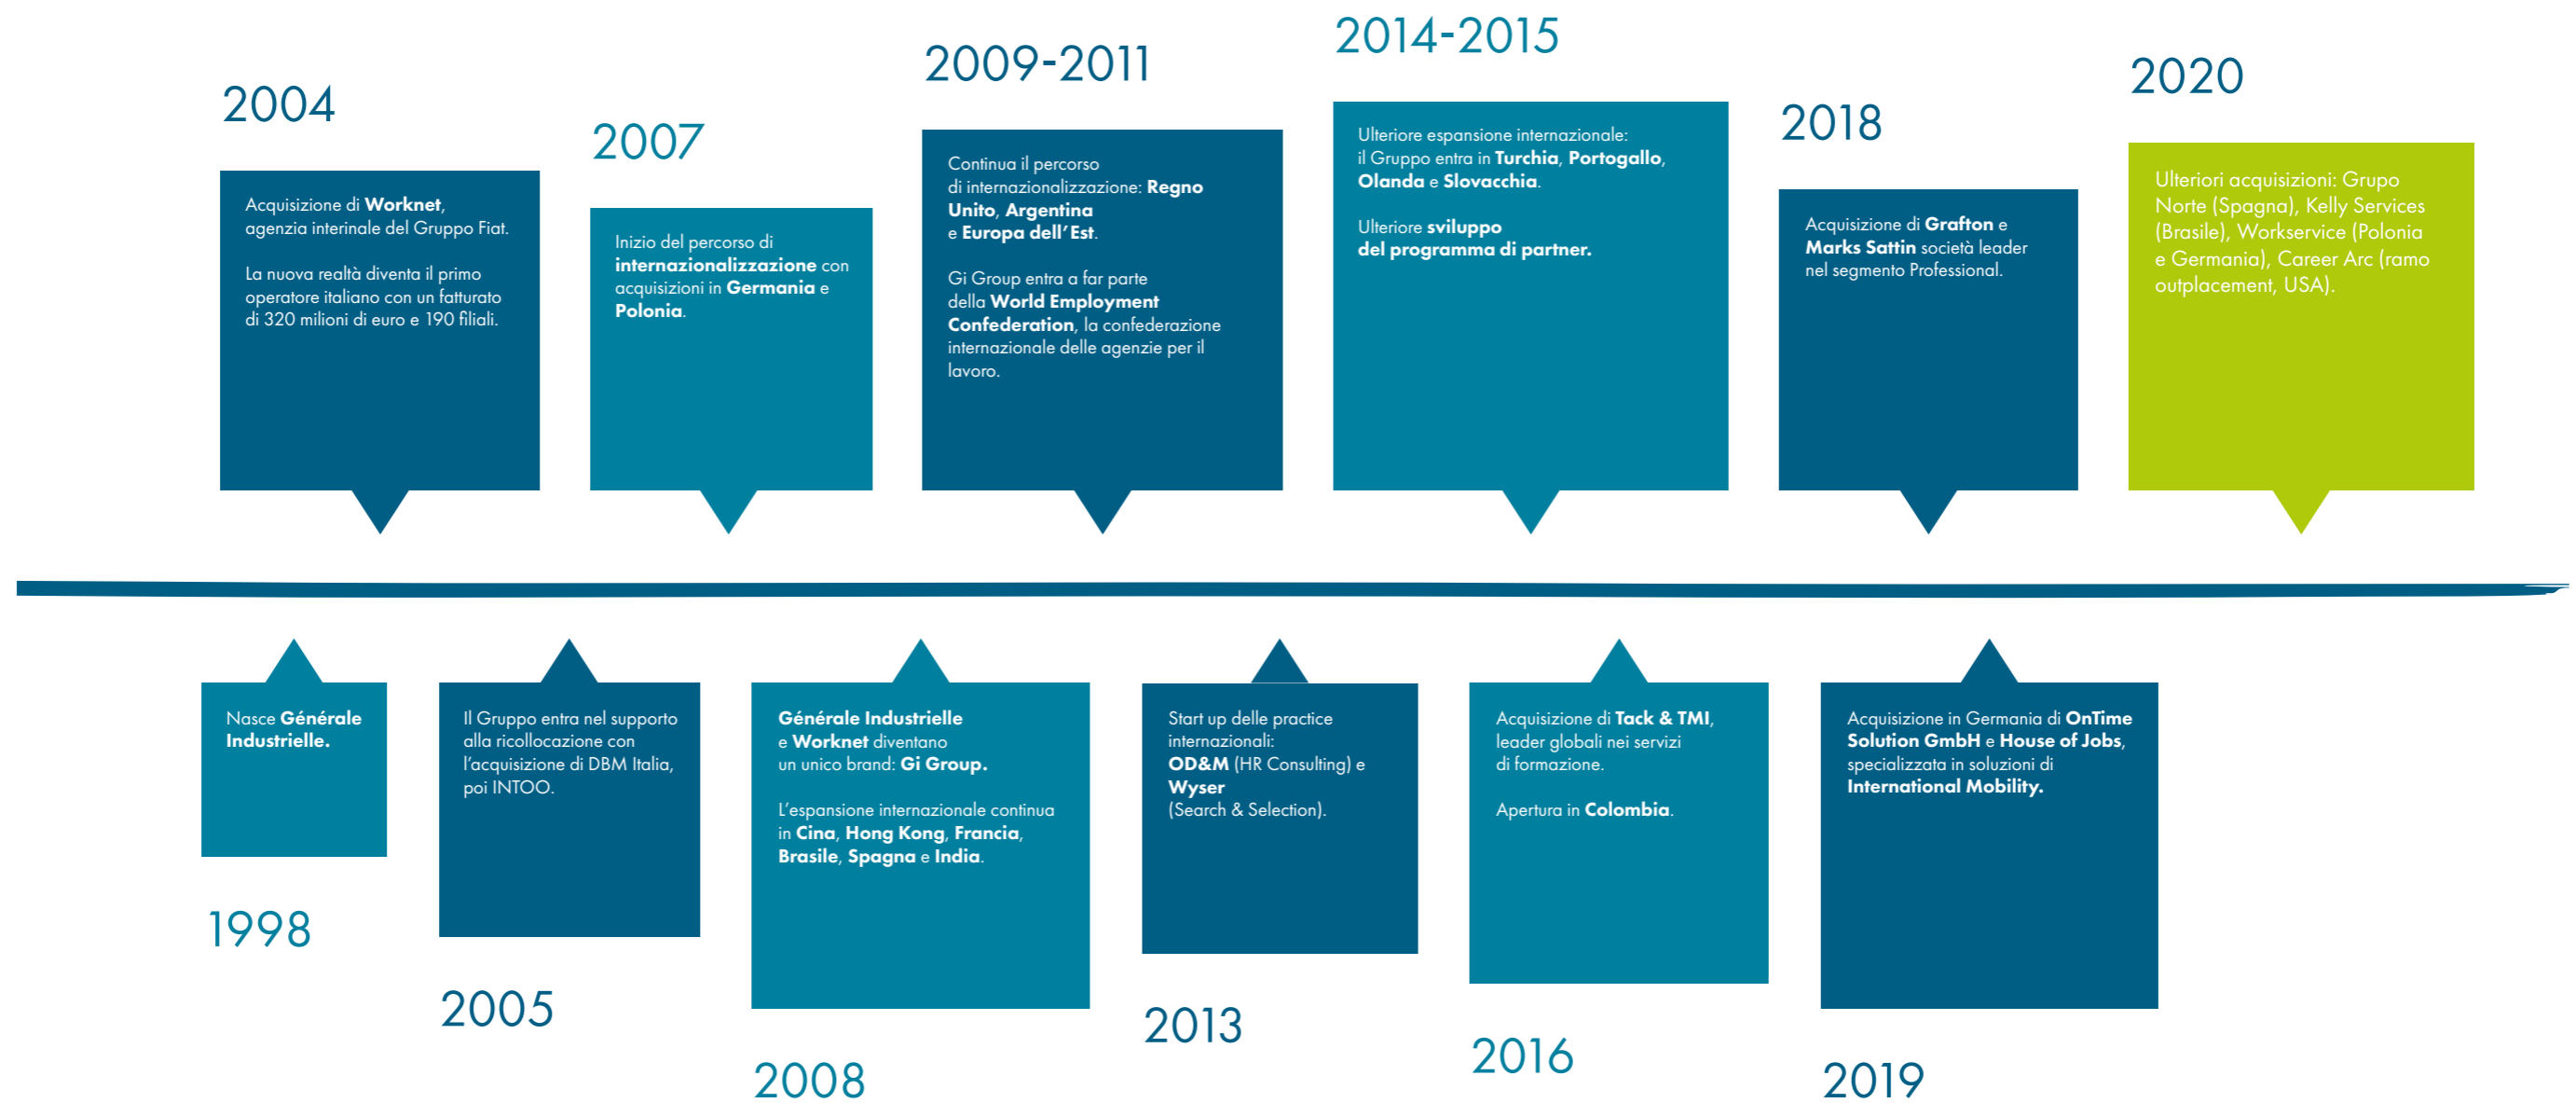 2004
Acquisizione di Worknet,
agenzia interinale del Gruppo Fiat.
La nuova realtà diventa il primo
operatore italiano con un fatturato
di 320 milioni di euro e 190 filiali.
2007
Inizio del percorso di
internazionalizzazione con
acquisizioni in Germania e
Polonia.
2009-2011
Continua il percorso
di internazionalizzazione: Regno
Unito, Argentina
e Europa dell'Est.
Gi Group entra a far parte
della World Employment
Confederation, la confederazione
internazionale delle agenzie per il
lavoro.
2014-2015
Ulteriore espansione internazionale:
il Gruppo entra in Turchia, Portogallo,
Olanda e Slovacchia.
Ulteriore sviluppo
del programma di partner.
2018
Acquisizione di Grafton e
Marks Sattin società leader
nel segmento Professional.
2020
Ulteriori acquisizioni: Grupo
Norte (Spagna), Kelly Services
(Brasile), Workservice (Polonia
e Germania), Career Arc (ramo
outplacement, USA).
Nasce Générale
Industrielle.
1998
Il Gruppo entra nel supporto
alla ricollocazione con
l'acquisizione di DBM Italia,
poi INTOO.
2005
Générale Industrielle
e Worknet diventano
un unico brand: Gi Group.
L'espansione internazionale continua
in Cina, Hong Kong, Francia,
Brasile, Spagna e India.
2008
Start up delle practice
internazionali:
OD&M (HR Consulting) e
Wyser
(Search & Selection).
2013
Acquisizione di Tack & TMI,
leader globali nei servizi
di formazione.
Apertura in Colombia.
2016
Acquisizione in Germania di OnTime
Solution GmbH e House of Jobs,
specializzata in soluzioni di
International Mobility.
2019